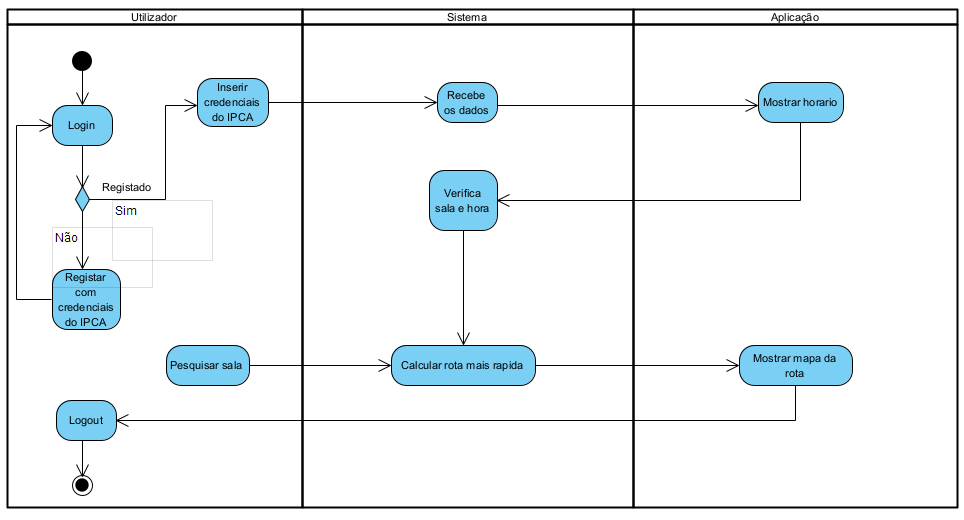 Utilizador
Sistema
Aplicação
Inserir
credenciais
do IPCA
Recebe
os dados
Mostrar horario
Login
Registado
Sim
Verifica
sala e hora
Não
Registar
com
credenciais
do IPCA
Pesquisar sala
Calcular rota mais rapida
Mostrar mapa da
rota
Logout